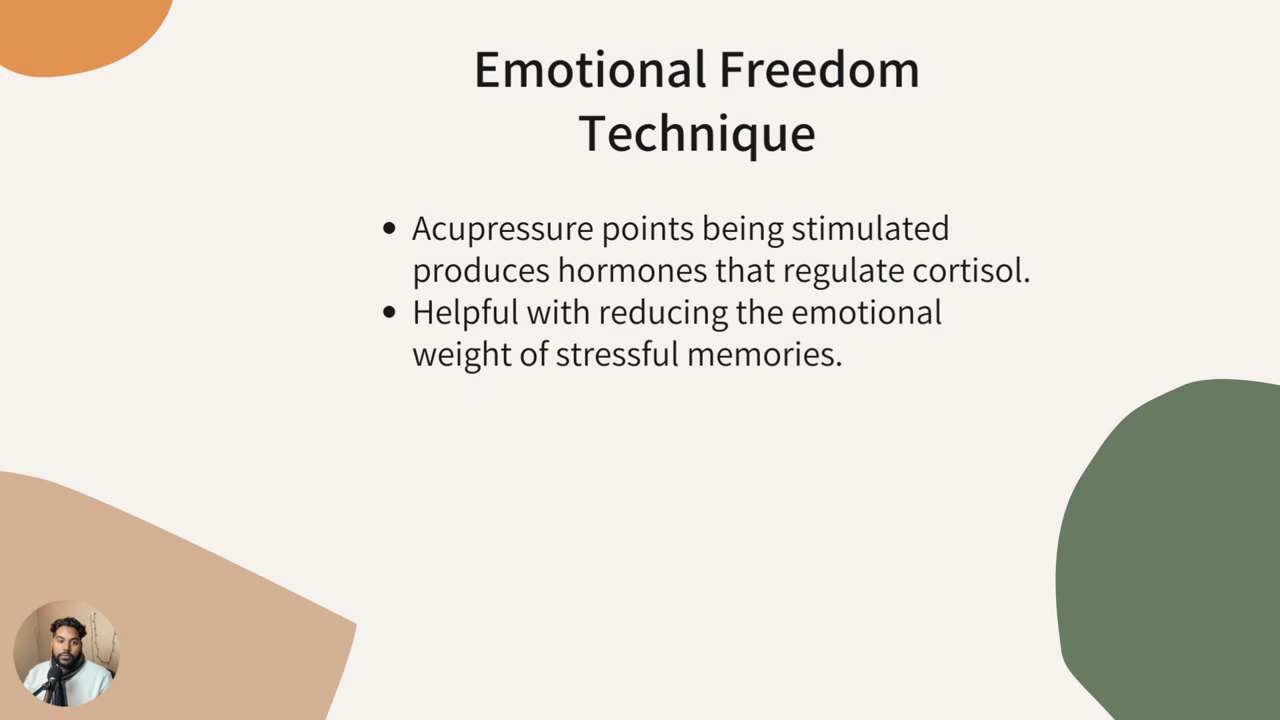 Emotional Freedom
Technique
• Acupressure points being stimulated
produces hormones that regulate cortisol.
• Helpful with reducing the emotional
weight of stressful memories.